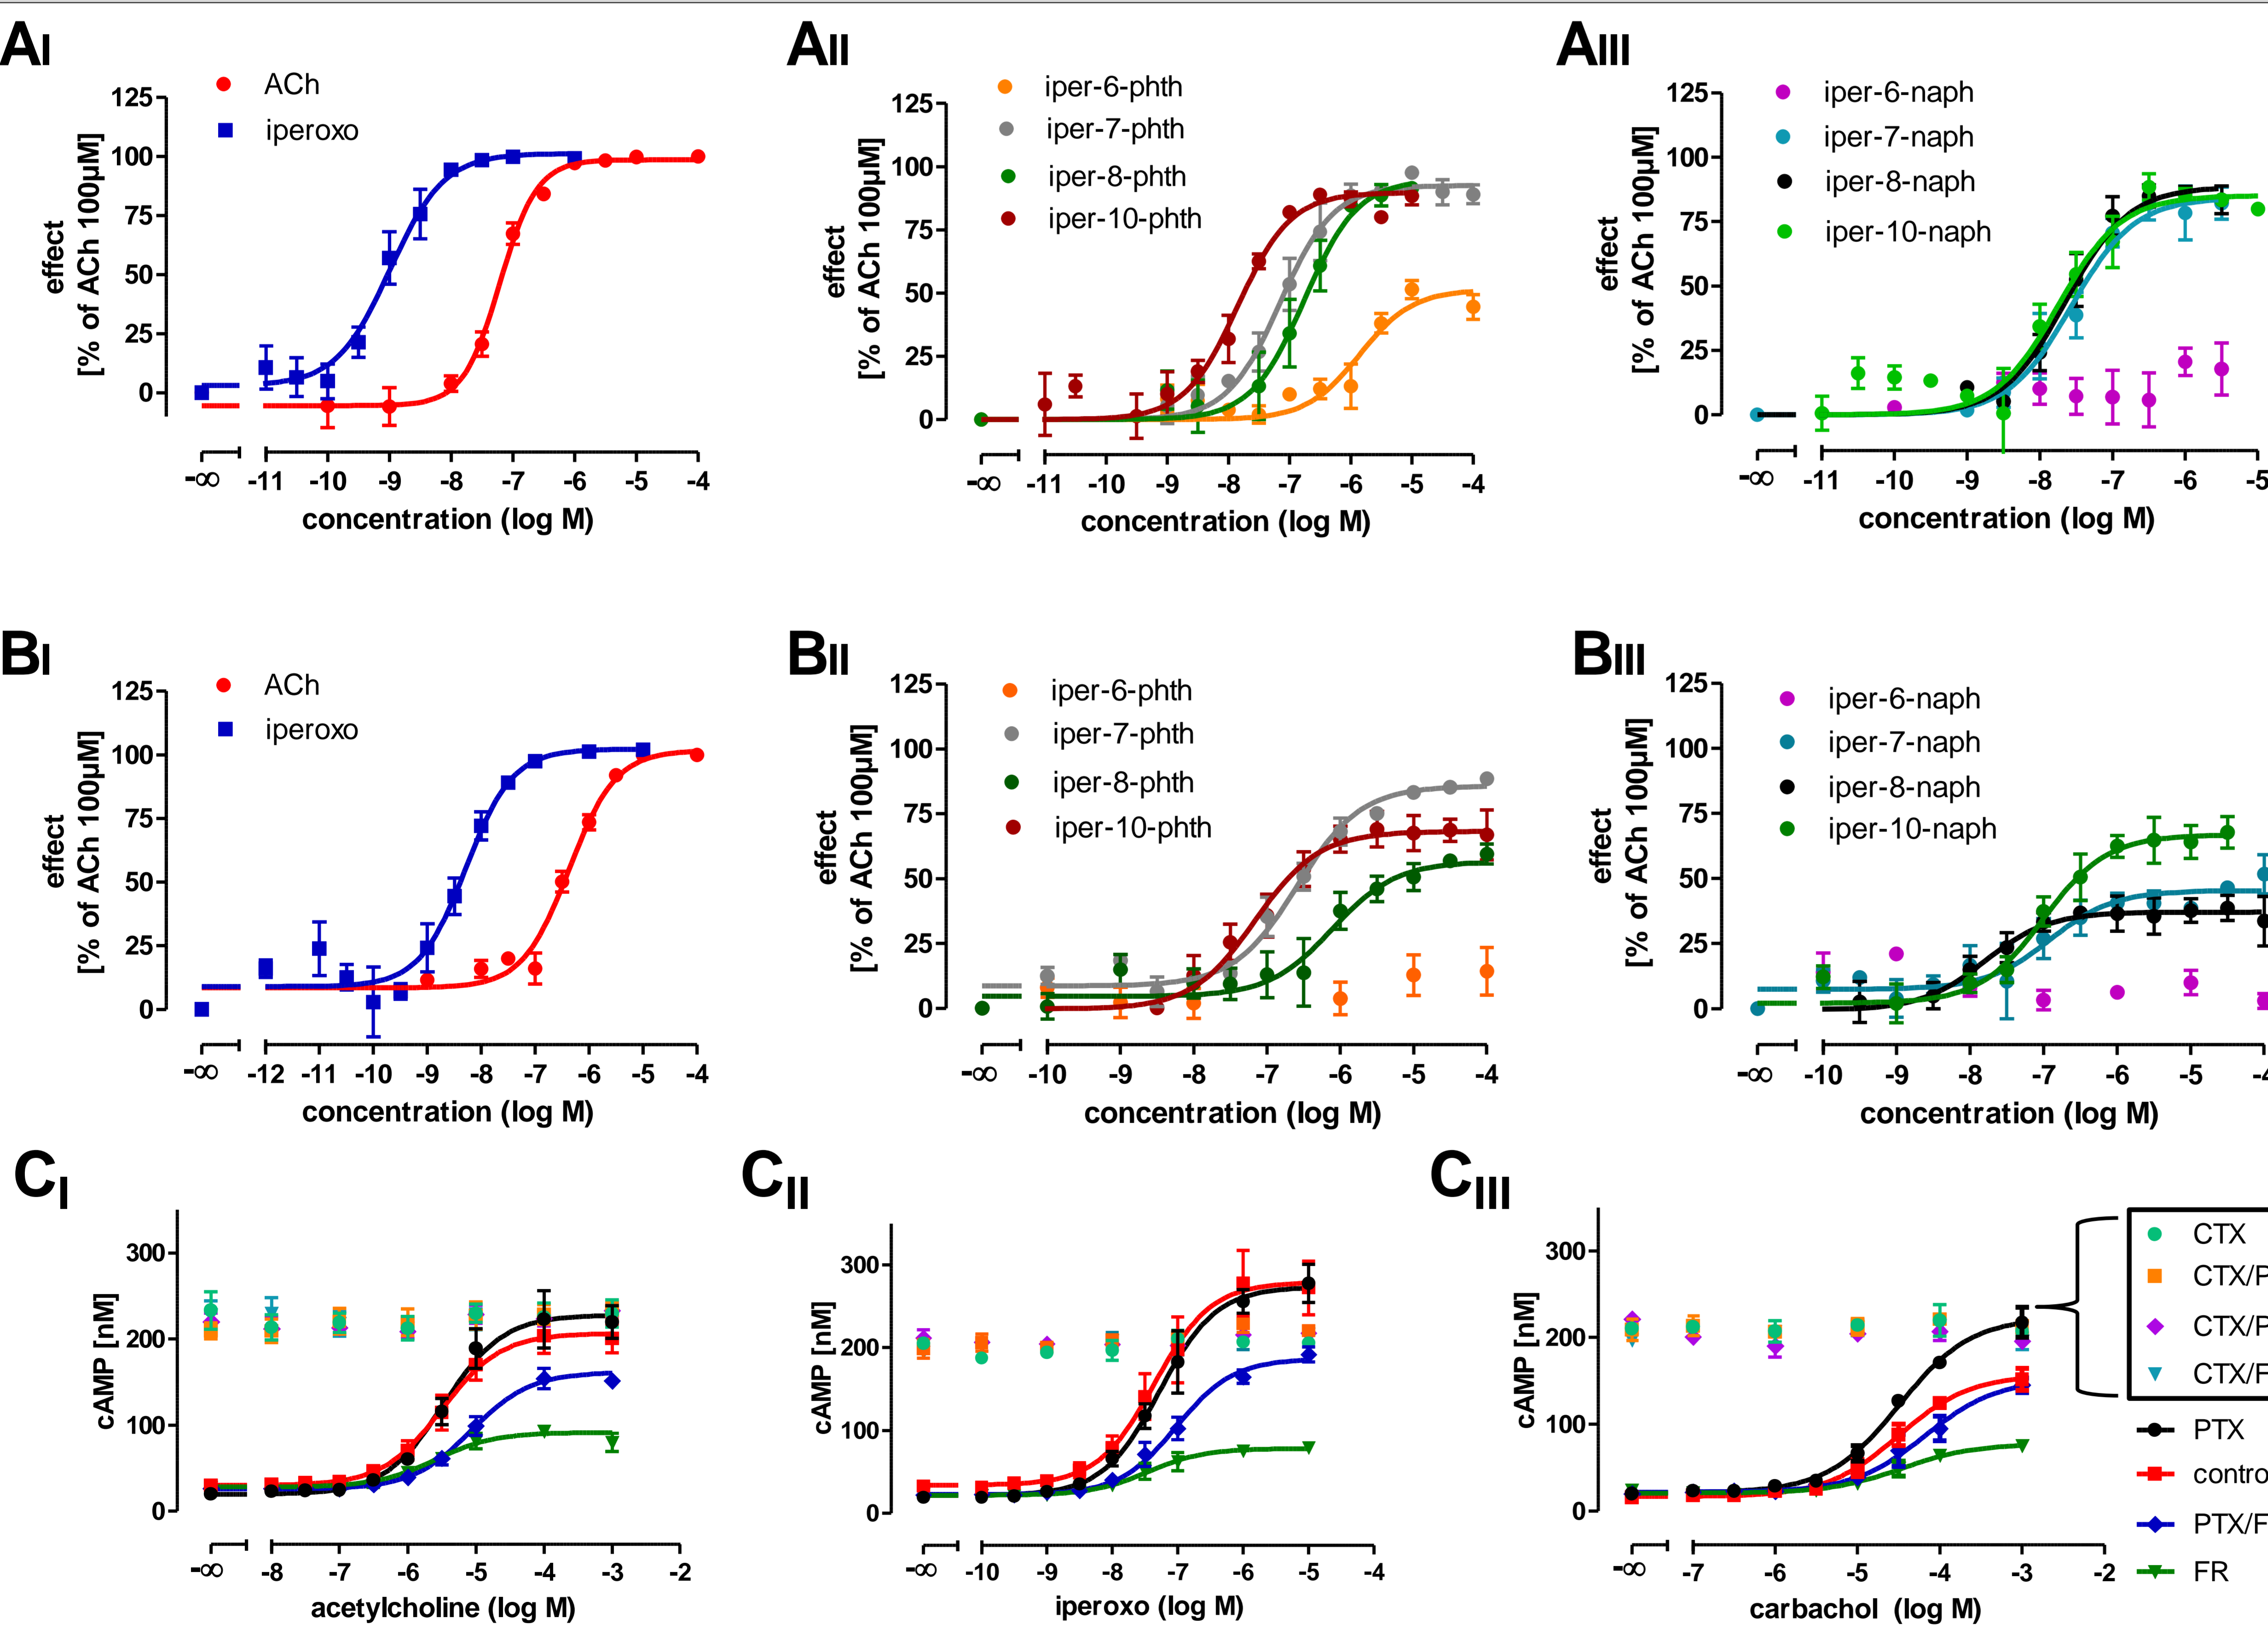 AI
AII
AIII
ACh
iperoxo
effect
[% of ACh 100µM]
125
100
75
50
25
0
-∞ -11 -10 -9 -8 -7 -6 -5 -4
concentration (log M)
iper-6-phth
iper-7-phth
iper-8-phth
iper-10-phth
effect
[% of ACh 100µM]
125
100
75
50
25
0
-∞ -11 -10 -9 -8 -7 -6 -5 -4
concentration (log M)
iper-6-naph
iper-7-naph
iper-8-naph
iper-10-naph
effect
[% of ACh 100µM]
125
100
75
50
25
0
-∞ -11 -10 -9 -8 -7 -6 -5
concentration (log M)
BI
BII
BIII
ACh
iperoxo
effect
[% of ACh 100µM]
125
100
75
50
25
0
-∞ -12 -11 -10 -9 -8 -7 -6 -5 -4
concentration (log M)
iper-6-phth
iper-7-phth
iper-8-phth
iper-10-phth
effect
[% of ACh 100µM]
125
100
75
50
25
0
-∞ -10 -9 -8 -7 -6 -5 -4
concentration (log M)
iper-6-naph
iper-7-naph
iper-8-naph
iper-10-naph
effect
[% of ACh 100µM]
125
100
75
50
25
0
-∞ -10 -9 -8 -7 -6 -5 -4
concentration (log M)
CI
CII
CIII
cAMP [nM]
300
200
100
0
-∞ -8 -7 -6 -5 -4 -3 -2
acetylcholine (log M)
cAMP [nM]
300
200
100
0
-∞ -10 -9 -8 -7 -6 -5 -4
iperoxo (log M)
cAMP [nM]
300
200
100
0
-∞ -7 -6 -5 -4 -3 -2
carbachol (log M)
CTX
CTX/P
CTX/P
CTX/F
PTX
contro
PTX/F
FR